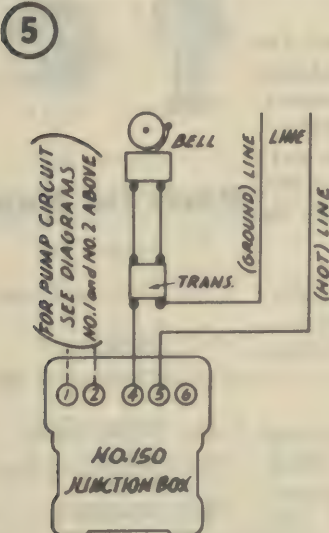 5
BELL
LINE
(GROUND) LINE
(HOT) LINE
(FOR PUMP CIRCUIT
SEE DIAGRAMS
NO. 1 and NO. 2 ABOVE)
TRANS.
1 2 4 5 6
NO. 150
JUNCTION BOX